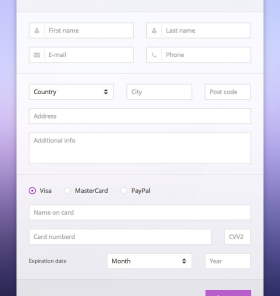 First name Last name
E-mail Phone
Country City Post code
Address
Additional Info
Visa MasterCard PayPal
Name on card
Card numberd CVV2
Expiration date Month Year